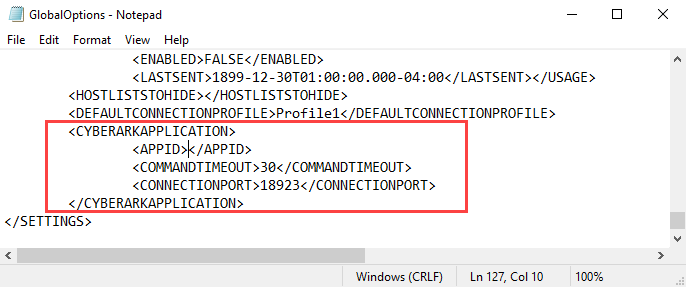 GlobalOptions - Notepad
File Edit Format View Help
<ENABLED>FALSE</ENABLED>
<LASTSENT>1899-12-30T01:00:00.000-04:00</LASTSENT></USAGE>
<HOSTLISTSTOHIDE></HOSTLISTSTOHIDE>
<DEFAULTCONNECTIONPROFILE>Profile1</DEFAULTCONNECTIONPROFILE>
<CYBERARKAPPLICATION>
<APPID></APPID>
<COMMANDTIMEOUT>30</COMMANDTIMEOUT>
<CONNECTIONPORT>18923</CONNECTIONPORT>
</CYBERARKAPPLICATION>
</SETTINGS>
Windows (CRLF) Ln 127, Col 10 100%